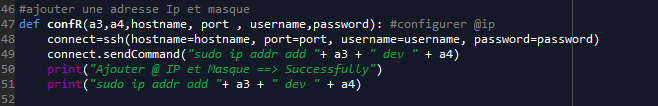 46 #ajouter une adresse Ip et masque
47 def confR(a3,a4,hostname, port , username,password): #configurer @ip
48 connect=ssh(hostname=hostname, port=port, username=username, password=password)
49 connect.sendCommand("sudo ip addr add "+ a3 + " dev " + a4)
50 print("Ajouter @ IP et Masque ==> Successfully")
51 print("sudo ip addr add "+ a3 + " dev " + a4)
52